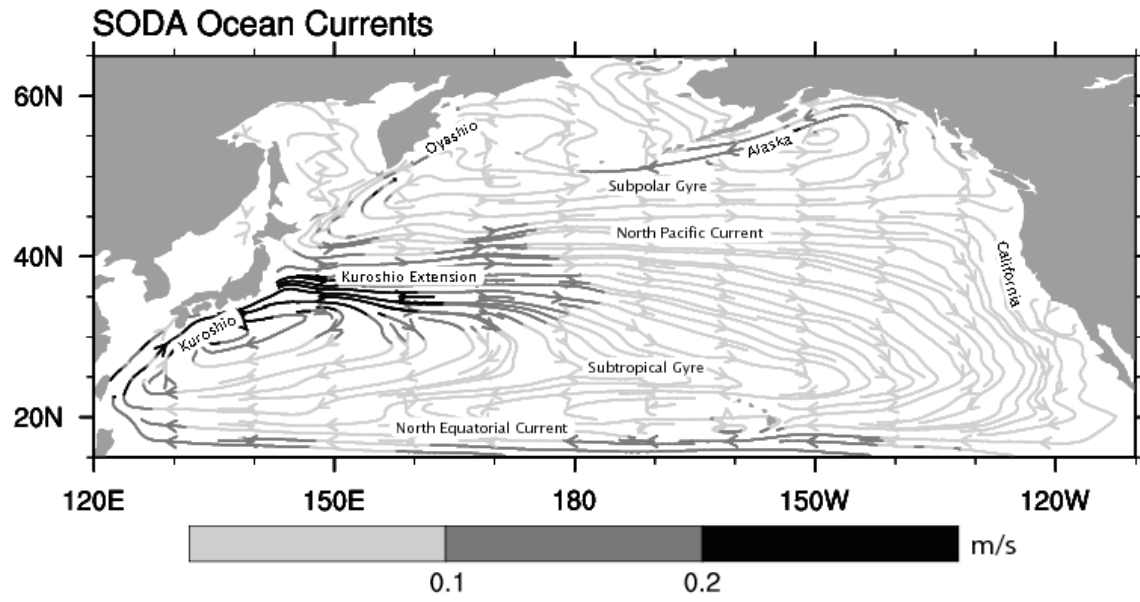 SODA Ocean Currents
60N
Oyashio
Alaska
Subpolar Gyre
North Pacific Current
40N
California
Kuroshio Extension
Kuroshio
Subtropical Gyre
20N
North Equatorial Current
120E 150E 180 150W 120W
m/s
0.1 0.2